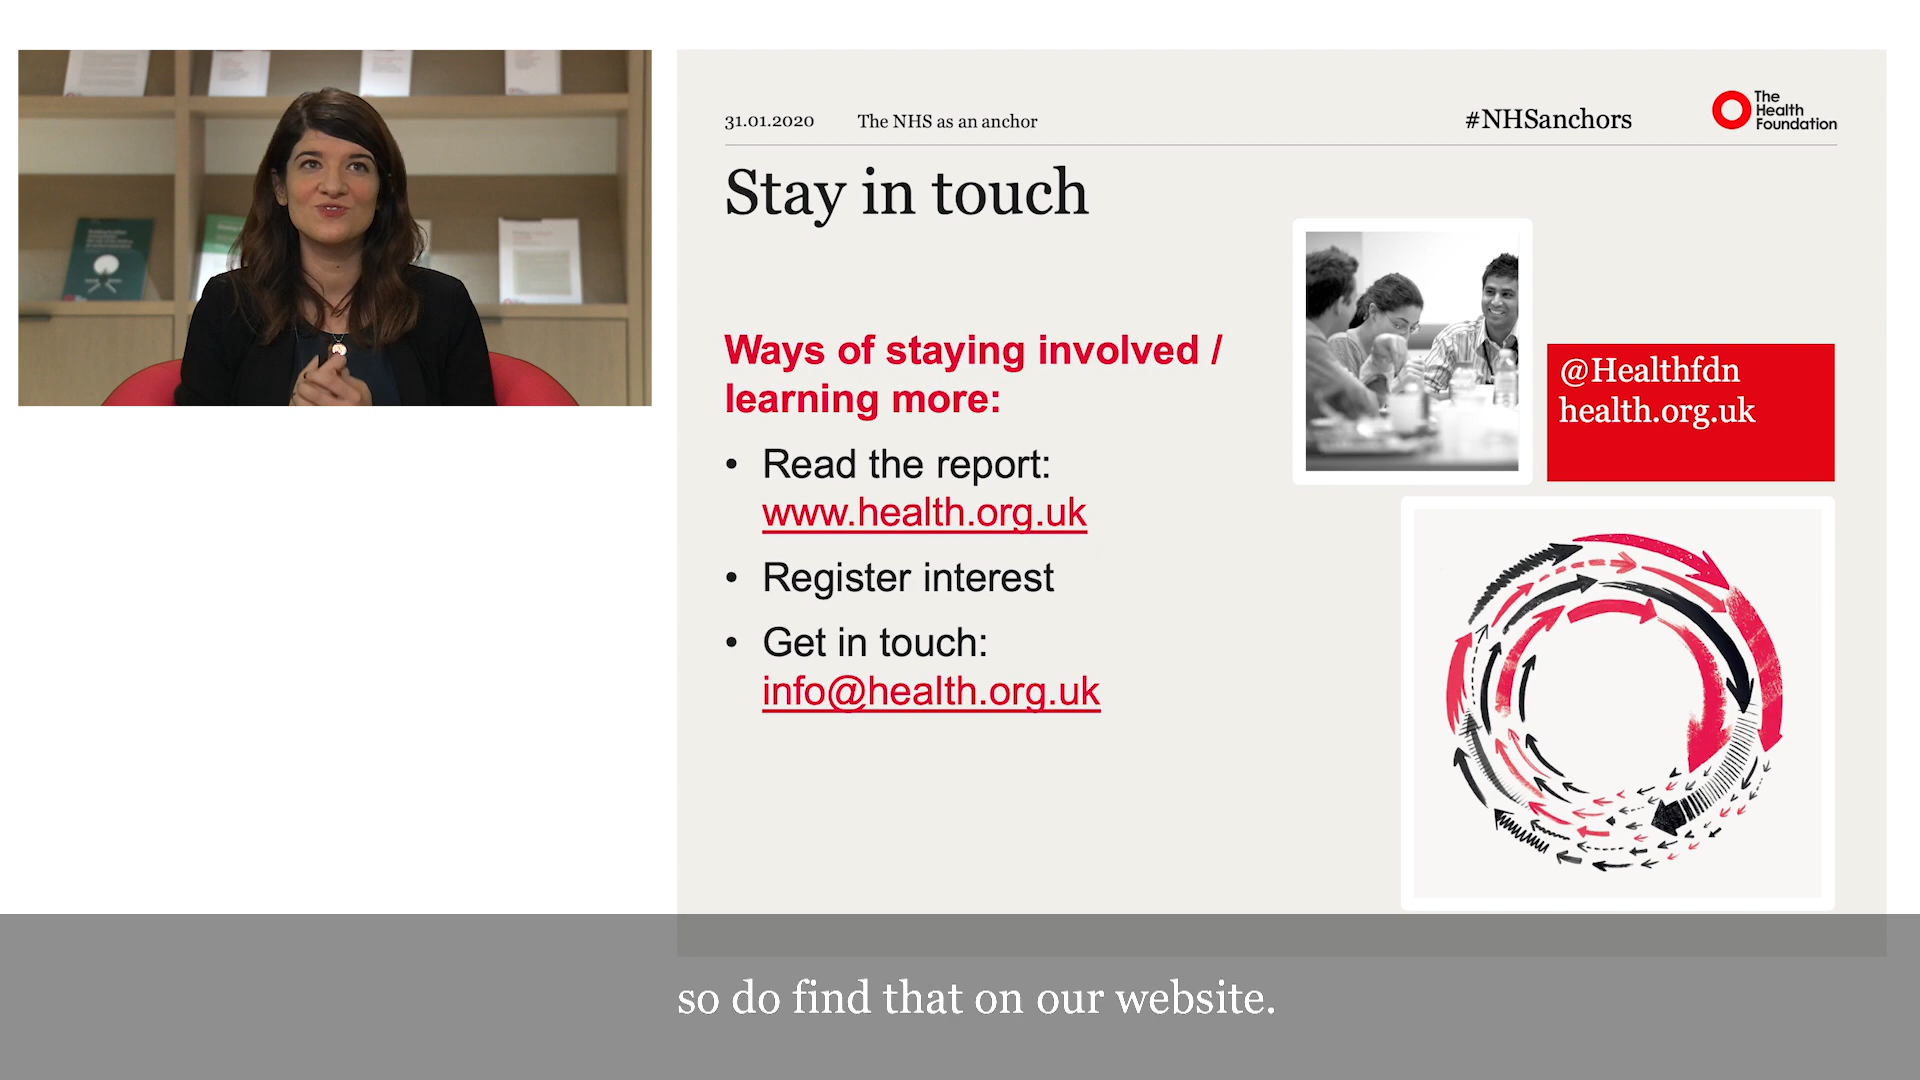 31.01.2020 The NHS as an anchor #NHSanchors
The
Health
Foundation
Stay in touch
Ways of staying involved /
learning more:
• Read the report:
www.health.org.uk
• Register interest
• Get in touch:
info@health.org.uk
@Healthfdn
health.org.uk
so do find that on our website.